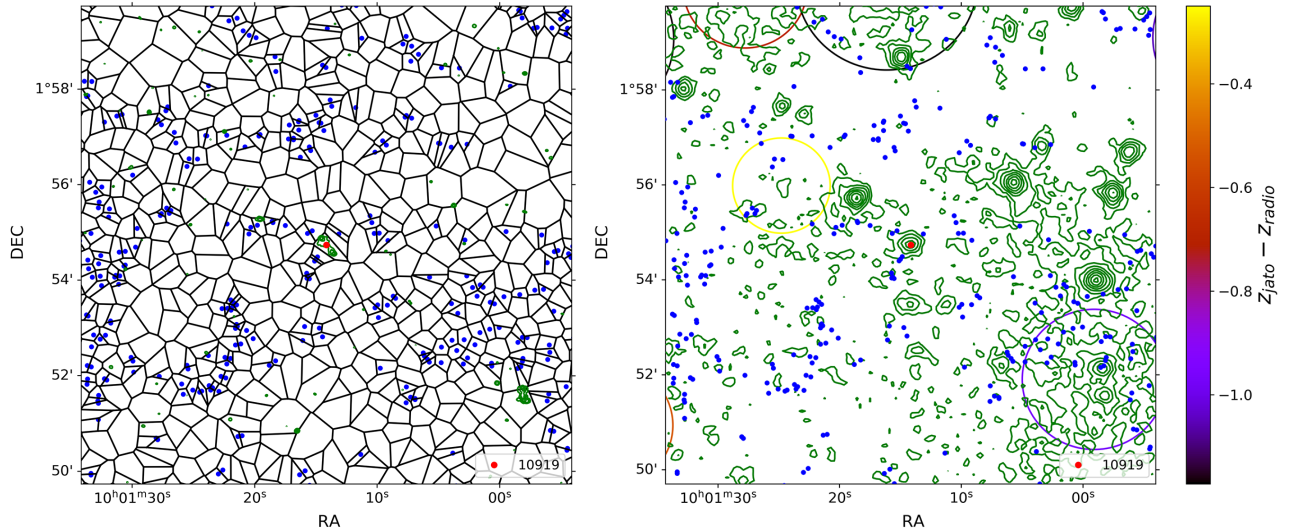 1°58'
56'
54'
52'
50'
DEC
10ʰ01ᵐ30ˢ
20ˢ
10ˢ
00ˢ
RA
10919
1°58'
56'
54'
52'
50'
DEC
10ʰ01ᵐ30ˢ
20ˢ
10ˢ
00ˢ
RA
10919
−0.4
−0.6
−0.8
−1.0
zJato − zradio